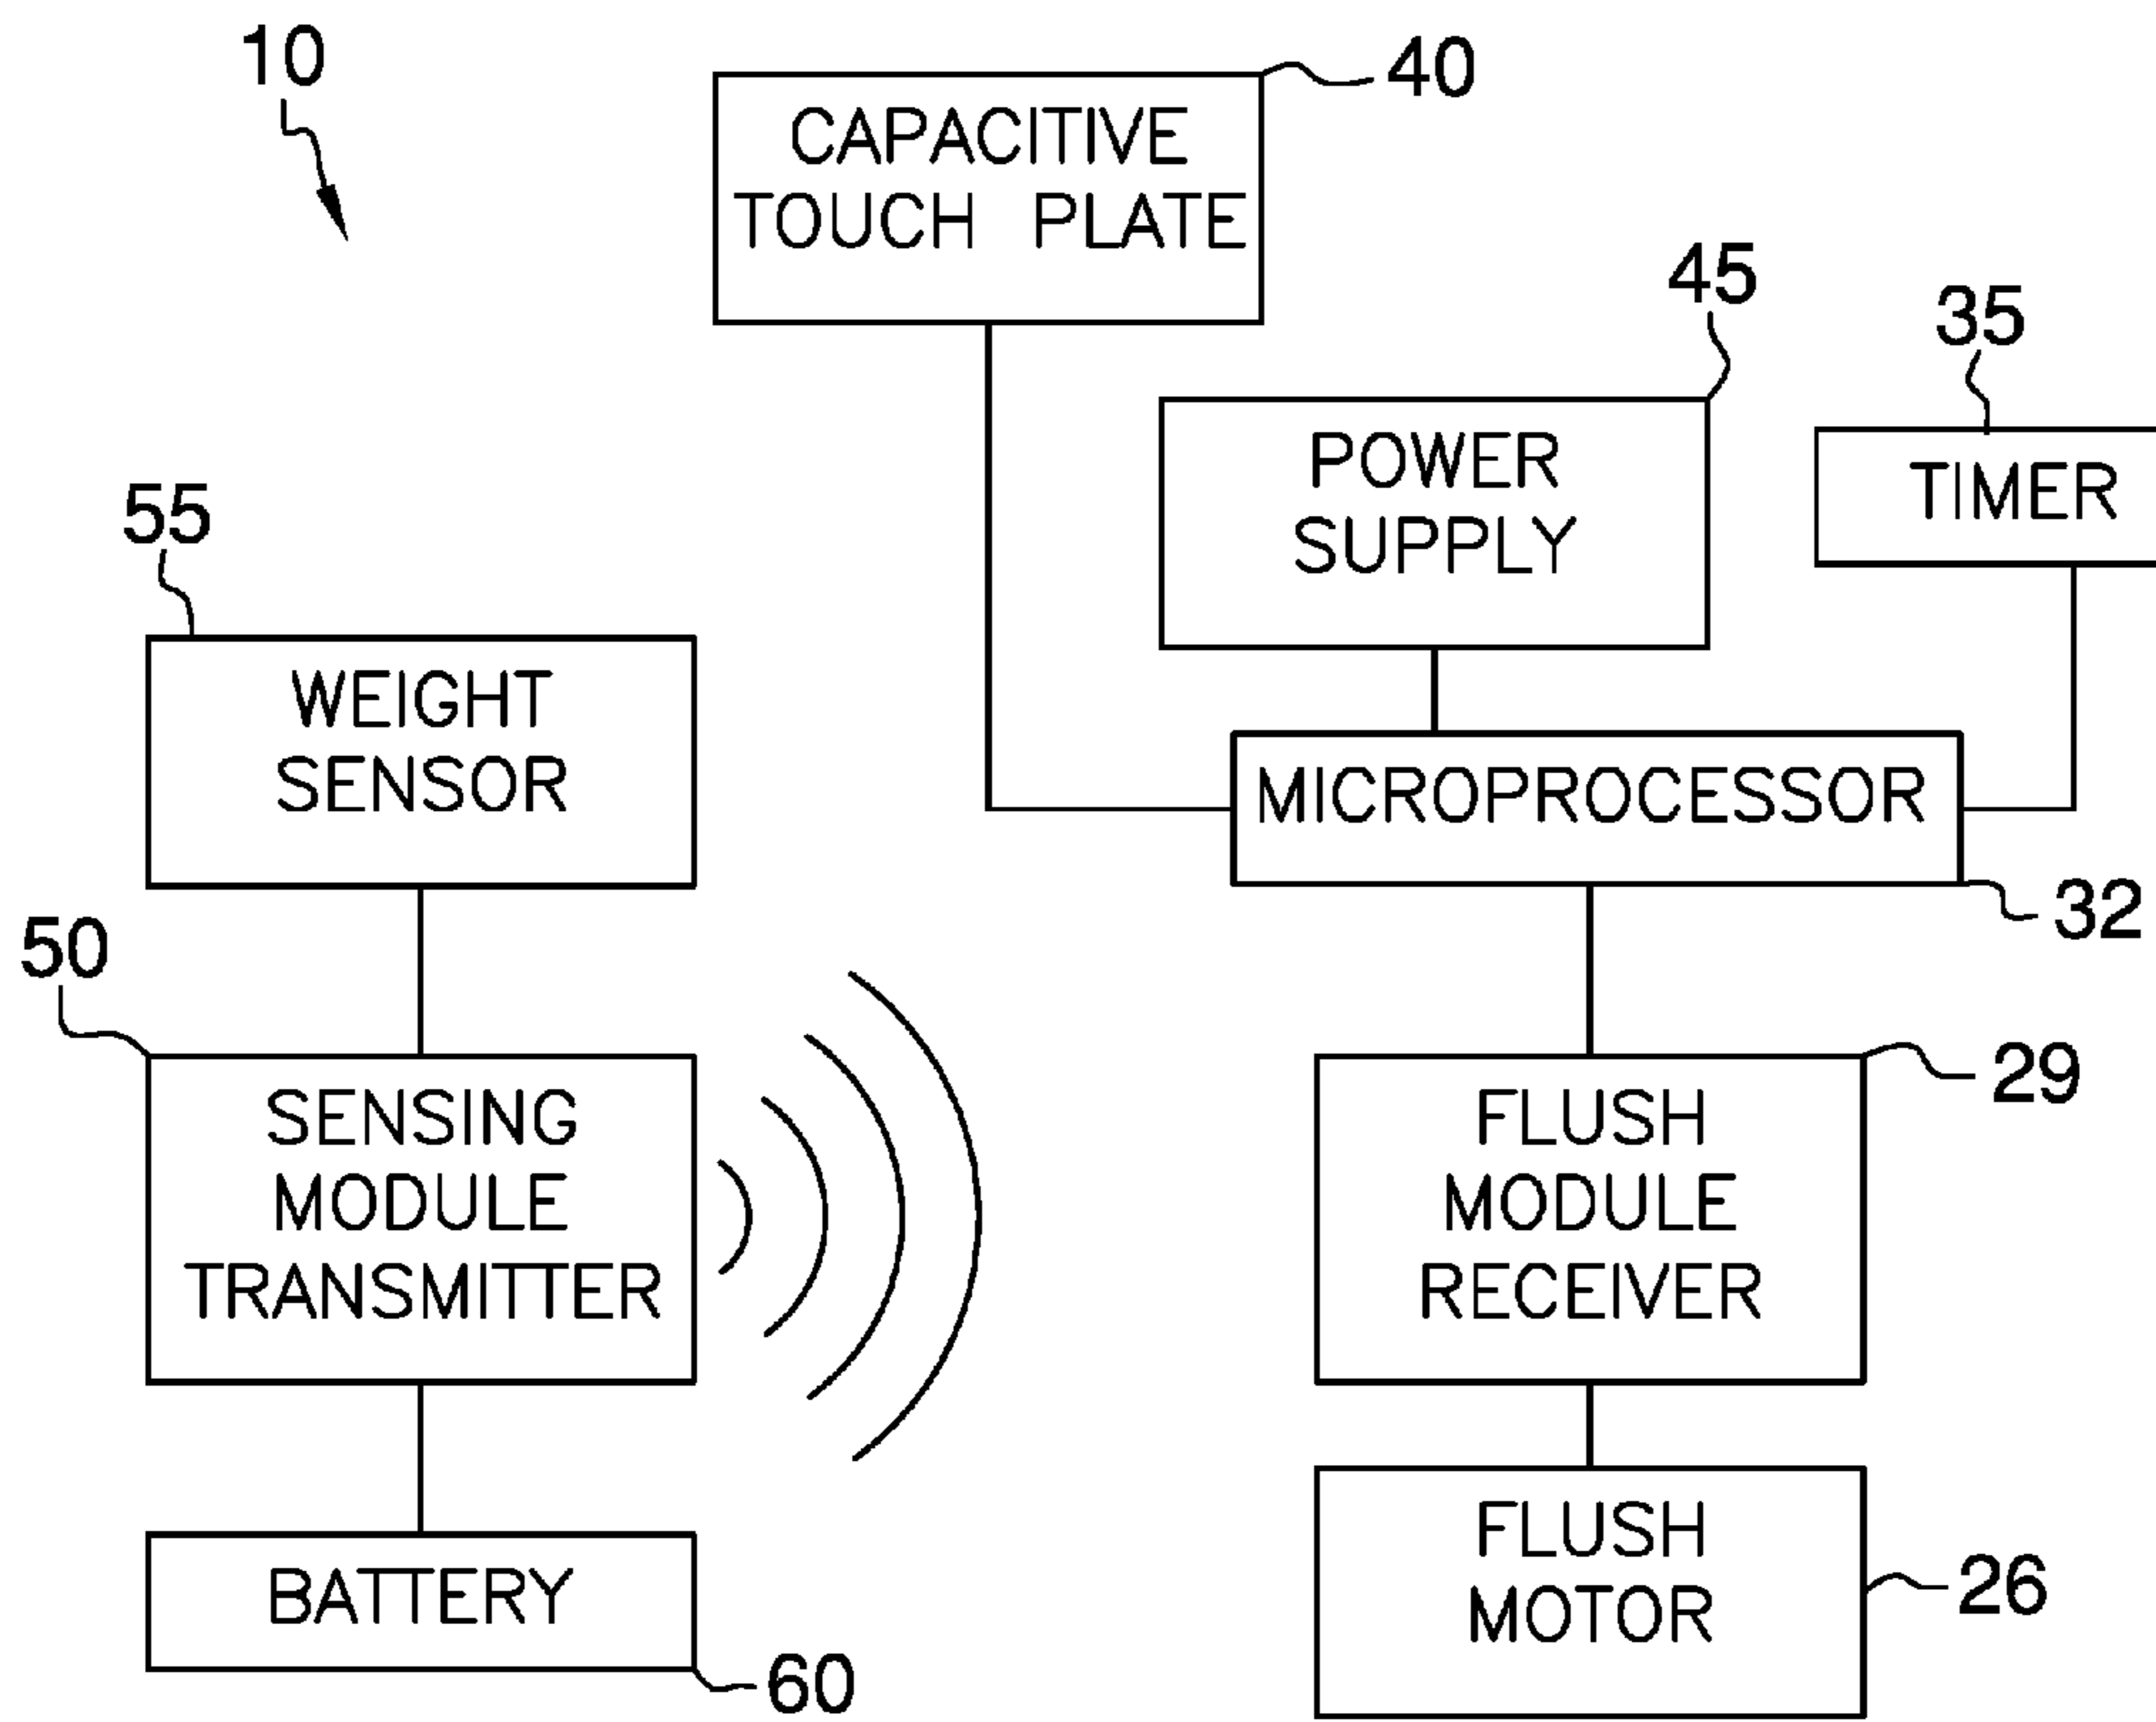 10
40
CAPACITIVE
TOUCH PLATE
45
35
POWER
SUPPLY
TIMER
55
WEIGHT
SENSOR
MICROPROCESSOR
32
50
SENSING
MODULE
TRANSMITTER
29
FLUSH
MODULE
RECEIVER
BATTERY
60
FLUSH
MOTOR
26